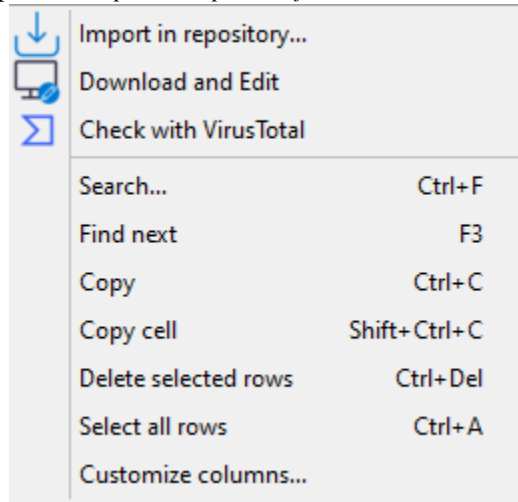 Import in repository...
Download and Edit
Check with VirusTotal
Search... Ctrl+F
Find next F3
Copy Ctrl+C
Copy cell Shift+Ctrl+C
Delete selected rows Ctrl+Del
Select all rows Ctrl+A
Customize columns...